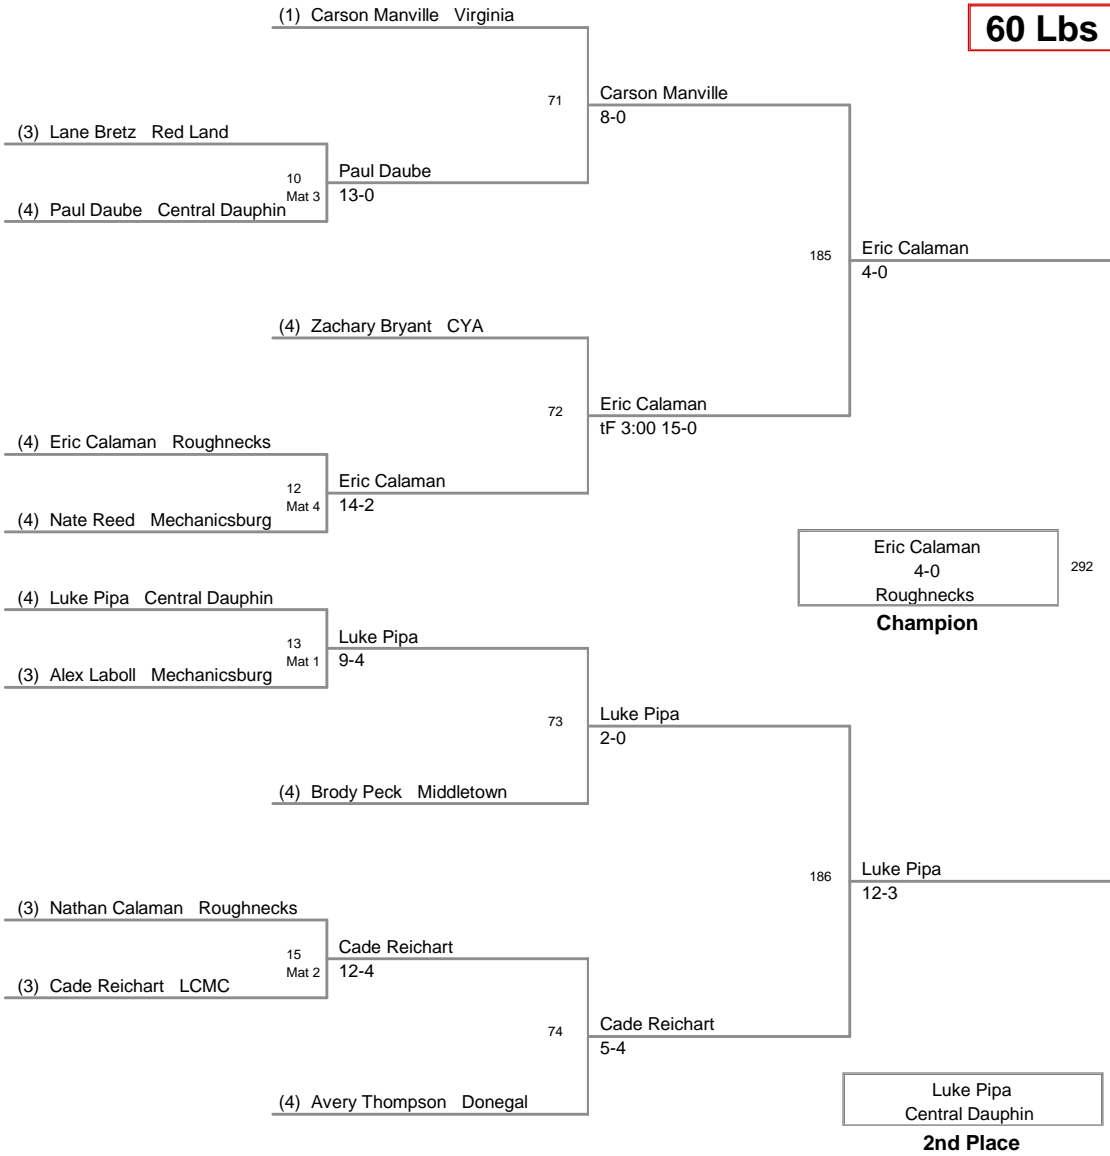 (1) Carson Manville Virginia
60 Lbs
71
Carson Manville
8-0
(3) Lane Bretz Red Land
10
Mat 3
Paul Daube
13-0
(4) Paul Daube Central Dauphin
185
Eric Calaman
4-0
(4) Zachary Bryant CYA
72
Eric Calaman
tF 3:00 15-0
(4) Eric Calaman Roughnecks
12
Mat 4
Eric Calaman
14-2
(4) Nate Reed Mechanicsburg
Eric Calaman
4-0
Roughnecks
292
Champion
(4) Luke Pipa Central Dauphin
13
Mat 1
Luke Pipa
9-4
(3) Alex Laboll Mechanicsburg
73
Luke Pipa
2-0
(4) Brody Peck Middletown
186
Luke Pipa
12-3
(3) Nathan Calaman Roughnecks
15
Mat 2
Cade Reichart
12-4
(3) Cade Reichart LCMC
74
Cade Reichart
5-4
(4) Avery Thompson Donegal
Luke Pipa
Central Dauphin
2nd Place